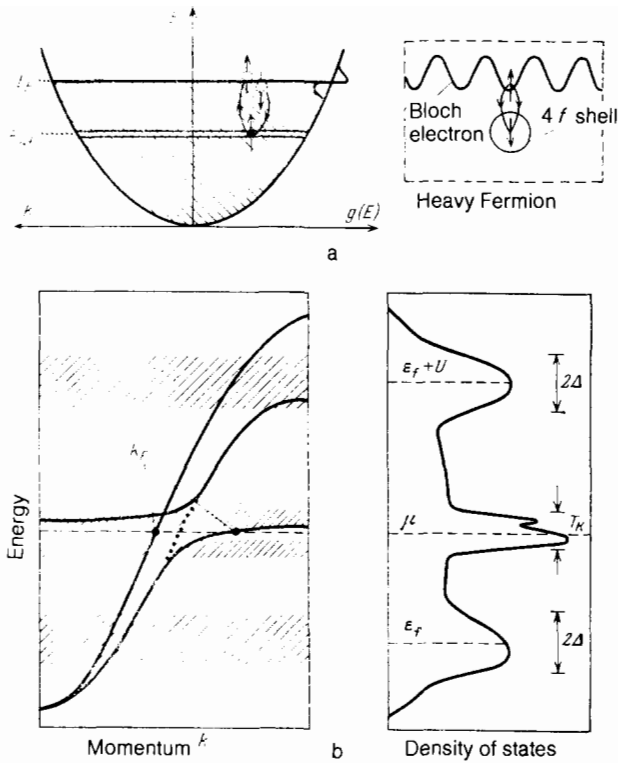 Bloch
electron
4 f shell
k
g(E)
Heavy Fermion
a
Energy
k_f
ε_f + U
2Δ
μ
T_K
ε_f
2Δ
Momentum k
b
Density of states